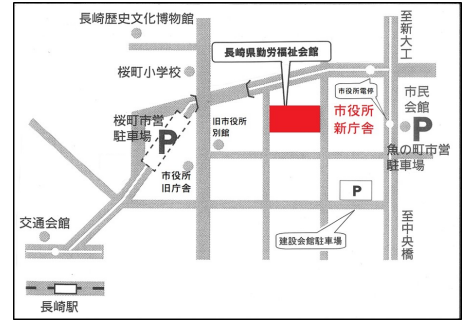 長崎歴史文化博物館
桜町小学校
長崎県勤労福祉会館
至新大工
市役所電停
市民
会館
P
魚の町市営
駐車場
市役所
新庁舎
桜町市営
駐車場
P
旧市役所
別館
市役所
旧庁舎
P
建設会館駐車場
至中央橋
交通会館
長崎駅